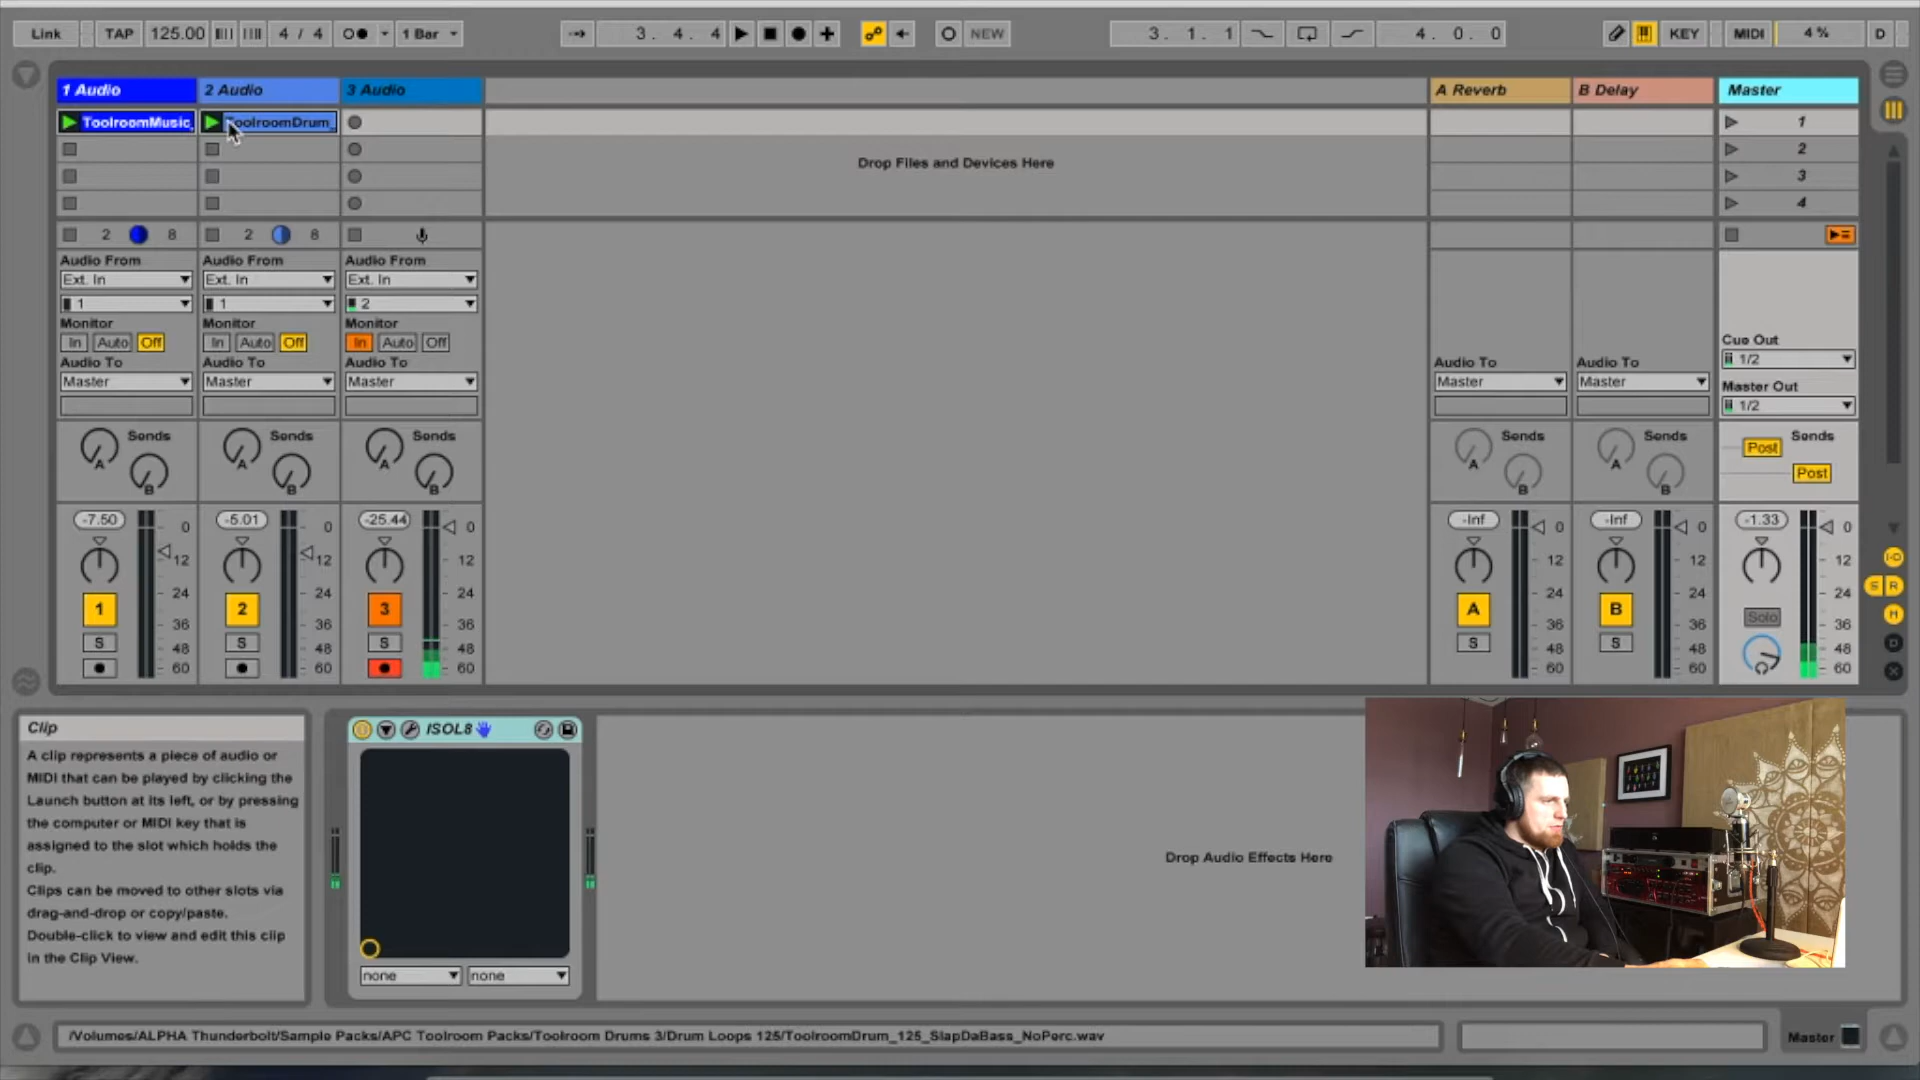 Link TAP 125.00 4 / 4 1 Bar 3. 4. 4 NEW 3. 1. 1 4. 0. 0 KEY MIDI 4 % D
1 Audio 2 Audio 3 Audio A Reverb B Delay Master
ToolroomMusic_ ToolroomDrum_ 1
Drop Files and Devices Here
2
3
4
2 8 2 8
Audio From Audio From Audio From
Ext. In Ext. In Ext. In
1 1 2
Monitor Monitor Monitor
In Auto Off In Auto Off In Auto Off
Cue Out
1/2
Audio To Audio To Audio To Audio To Audio To
Master Master Master Master Master
Master Out
1/2
Sends Sends Sends Sends Sends Sends
A A A A A Post
B B B B B Post
-7.50 -5.01 -25.44 -Inf -Inf -1.33
0 0 0 0 0 0
12 12 12 12 12 12
24 24 24 24 24 24
1 2 3 A B Solo
36 36 36 36 36 36
S S S S S
48 48 48 48 48 48
60 60 60 60 60 60
I-O
S R
M
D
X
Clip
A clip represents a piece of audio or
MIDI that can be played by clicking the
Launch button at its left, or by pressing
the computer or MIDI key that is
assigned to the slot which holds the
clip.
Clips can be moved to other slots via
drag-and-drop or copy/paste.
Double-click to view and edit this clip
in the Clip View.
ISOL8
none none
Drop Audio Effects Here
/Volumes/ALPHA Thunderbolt/Sample Packs/APC Toolroom Packs/Toolroom Drums 3/Drum Loops 125/ToolroomDrum_125_SlapDaBass_NoPerc.wav
Master